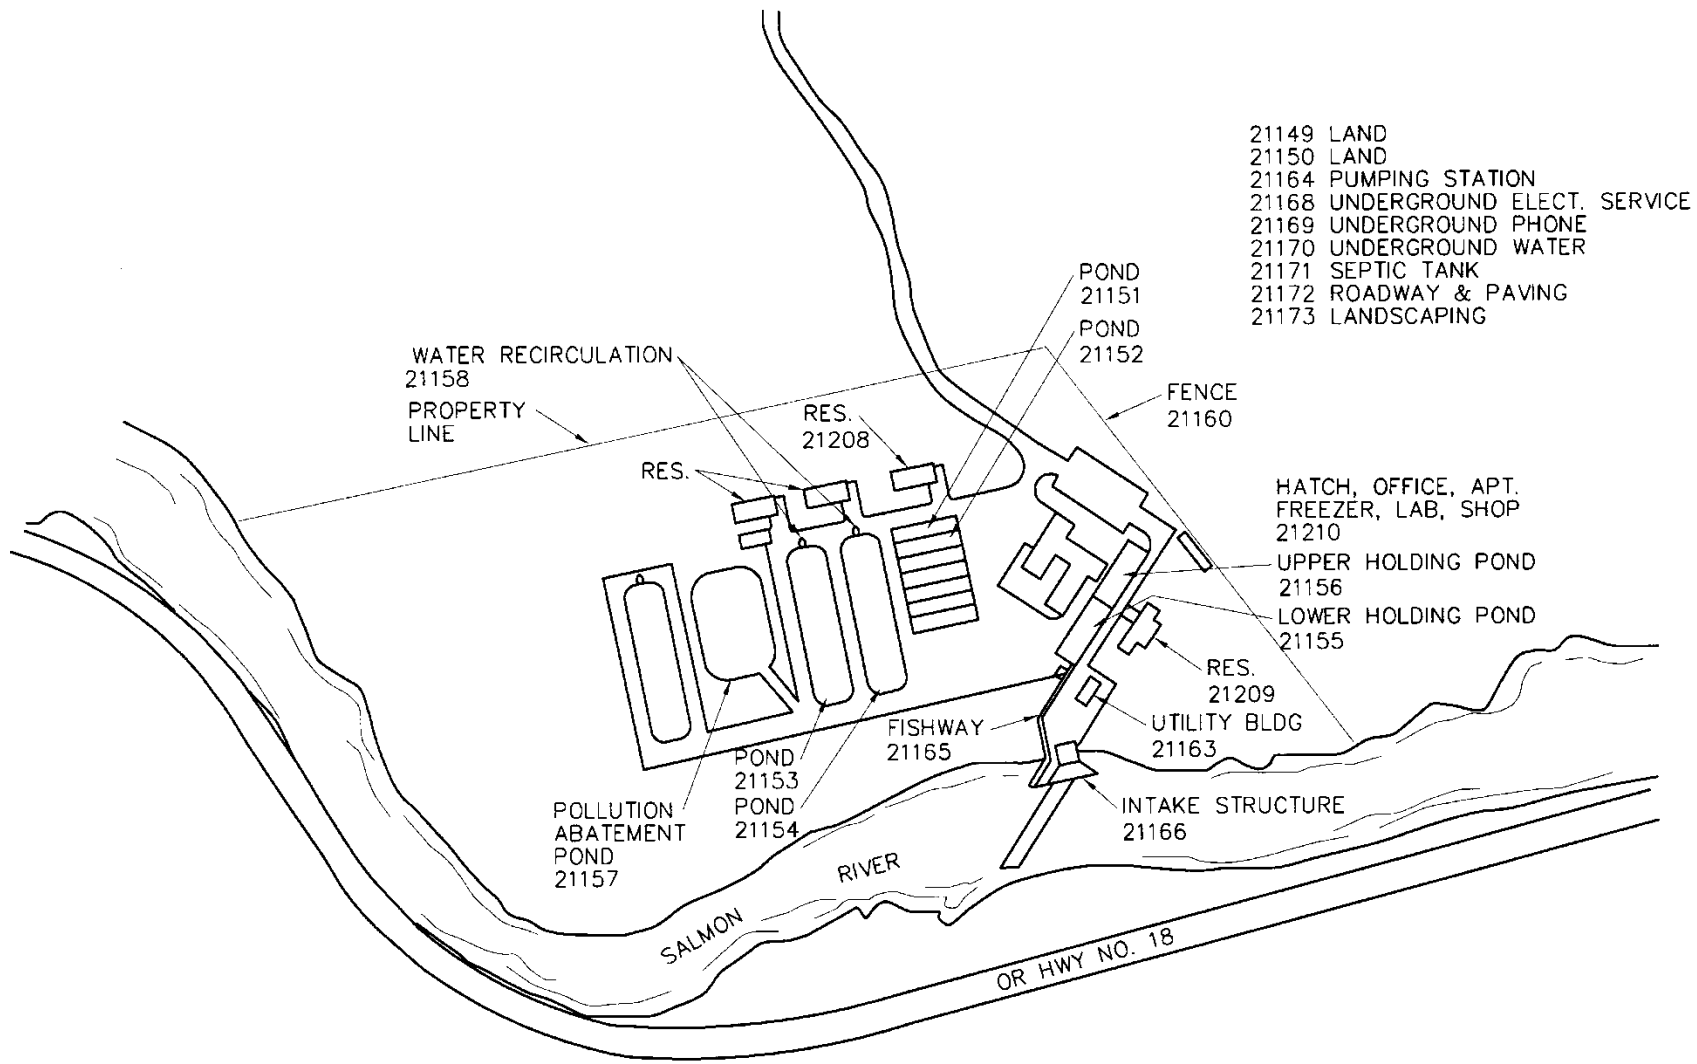 21149 LAND
21150 LAND
21164 PUMPING STATION
21168 UNDERGROUND ELECT. SERVICE
21169 UNDERGROUND PHONE
21170 UNDERGROUND WATER
21171 SEPTIC TANK
21172 ROADWAY & PAVING
21173 LANDSCAPING
POND
21151
POND
21152
WATER RECIRCULATION
21158
PROPERTY
LINE
FENCE
21160
RES.
21208
RES.
HATCH, OFFICE, APT.
FREEZER, LAB, SHOP
21210
UPPER HOLDING POND
21156
LOWER HOLDING POND
21155
RES.
21209
UTILITY BLDG
21163
FISHWAY
21165
POND
21153
POND
21154
POLLUTION
ABATEMENT
POND
21157
INTAKE STRUCTURE
21166
SALMON RIVER
OR HWY NO. 18